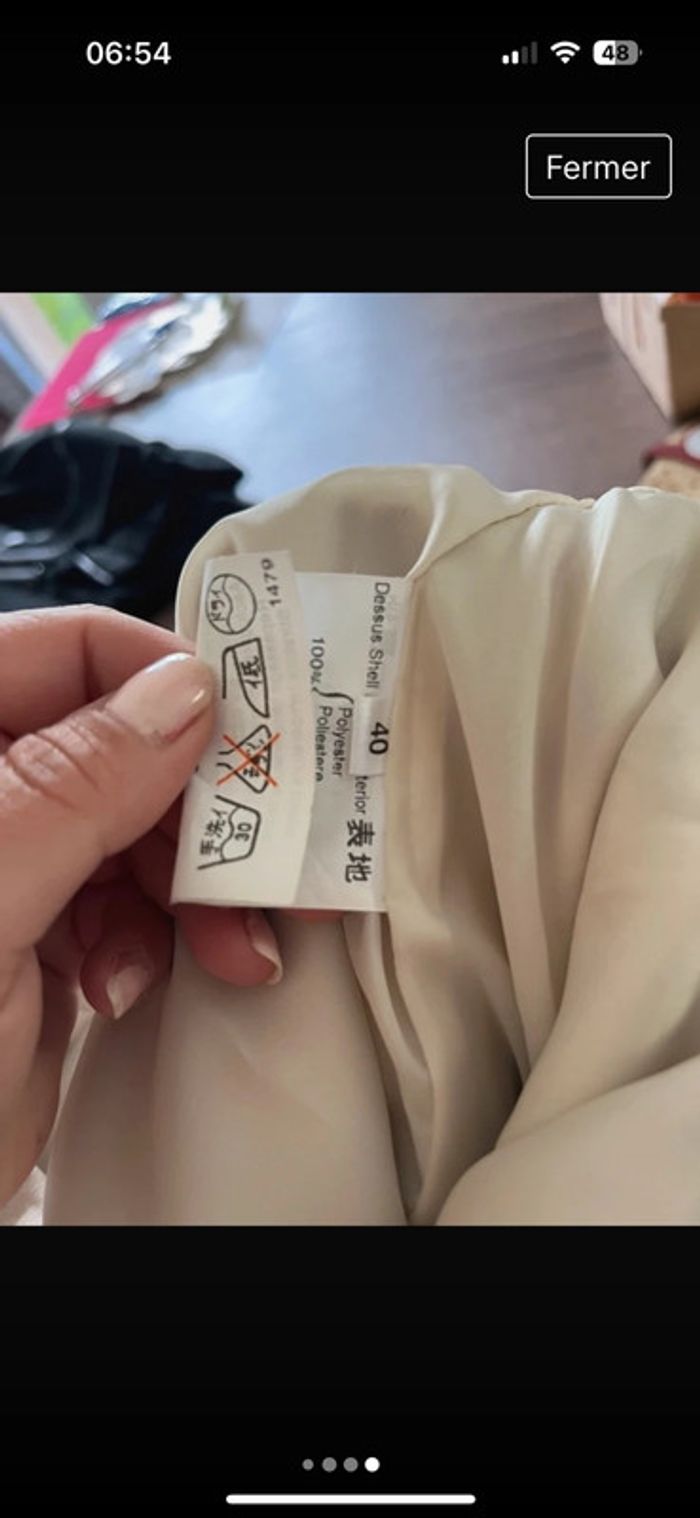 06:54
48
Fermer
1479
ドライ
低
手洗イ
30
Dessus Shell
40
terior 表地
100%
Polyester
Poliestere